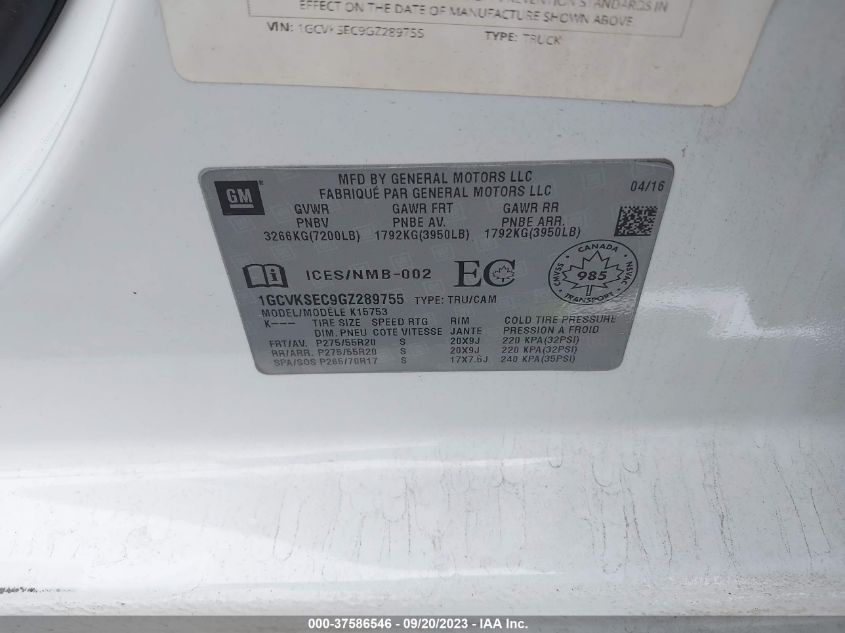 EFFECT ON THE DATE OF MANUFACTURE SHOWN ABOVE.
VIN: 1GCVKSEC9GZ289755 TYPE: TRUCK
GM
MFD BY GENERAL MOTORS LLC
FABRIQUÉ PAR GENERAL MOTORS LLC
04/16
GVWR GAWR FRT GAWR RR
PNBV PNBE AV. PNBE ARR.
3266KG(7200LB) 1792KG(3950LB) 1792KG(3950LB)
ICES/NMB-002 EC
CANADA
CMVSS 985 NSVAC
TRANSPORT
1GCVKSEC9GZ289755 TYPE: TRU/CAM
MODEL/MODÈLE K15753
K--- TIRE SIZE SPEED RTG RIM COLD TIRE PRESSURE
DIM. PNEU COTE VITESSE JANTE PRESSION A FROID
FRT/AV. P275/55R20 S 20X9J 220 KPA(32PSI)
RR/ARR. P275/55R20 S 20X9J 220 KPA(32PSI)
SPA/SOS P265/70R17 S 17X7.5J 240 KPA(35PSI)
000-37586546 - 09/20/2023 - IAA Inc.